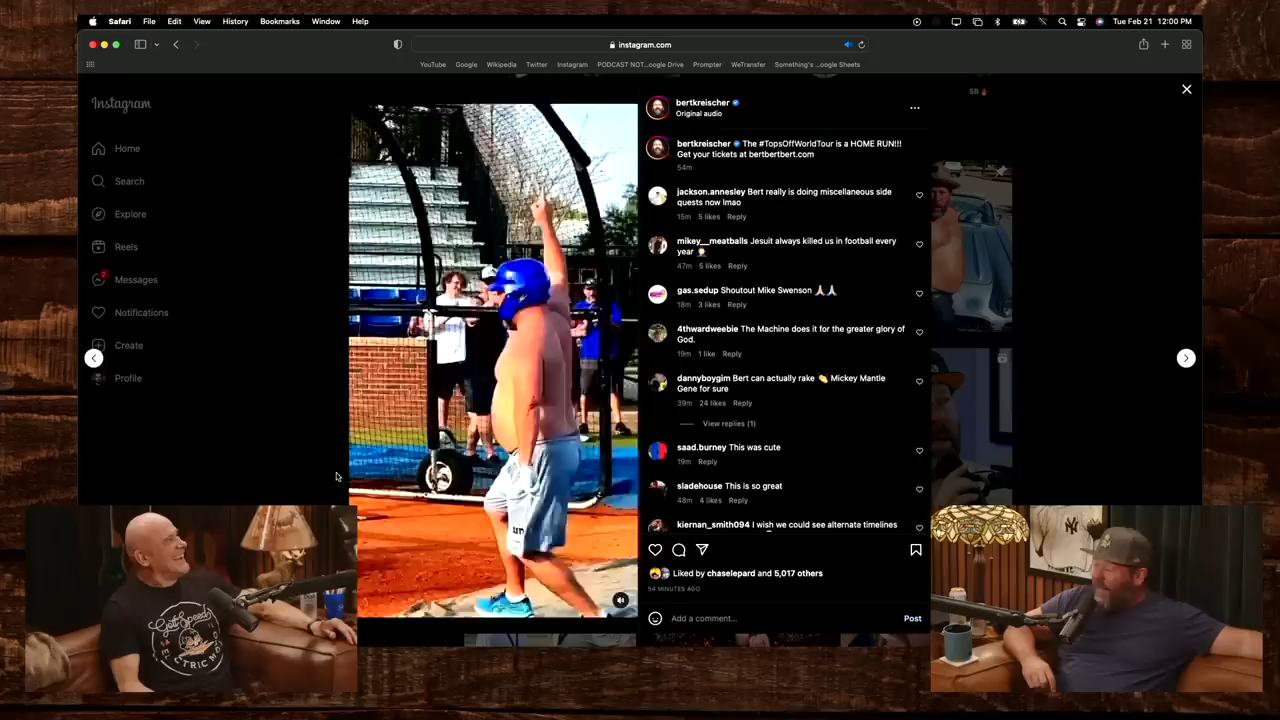 Safari File Edit View History Bookmarks Window Help
Tue Feb 21 12:00 PM
instagram.com
YouTube Google Wikipedia Twitter Instagram PODCAST NOT...oogle Drive Prompter WeTransfer Something's ...oogle Sheets
Instagram
Home
Search
Explore
Reels
2
Messages
Notifications
Create
Profile
SB
bertkreischer
Original audio
bertkreischer The #TopsOffWorldTour is a HOME RUN!!!
Get your tickets at bertbertbert.com
54m
jackson.annesley Bert really is doing miscellaneous side
quests now lmao
15m 5 likes Reply
mikey__meatballs Jesuit always killed us in football every
year
47m 5 likes Reply
gas.sedup Shoutout Mike Swenson 🙏🙏
18m 3 likes Reply
4thwardweebie The Machine does it for the greater glory of
God.
19m 1 like Reply
dannyboygim Bert can actually rake 👏 Mickey Mantle
Gene for sure
39m 24 likes Reply
View replies (1)
saad.burney This was cute
19m Reply
sladehouse This is so great
48m 4 likes Reply
kiernan_smith094 I wish we could see alternate timelines
Liked by chaselepard and 5,017 others
54 MINUTES AGO
Add a comment...
Post
Got Speed?